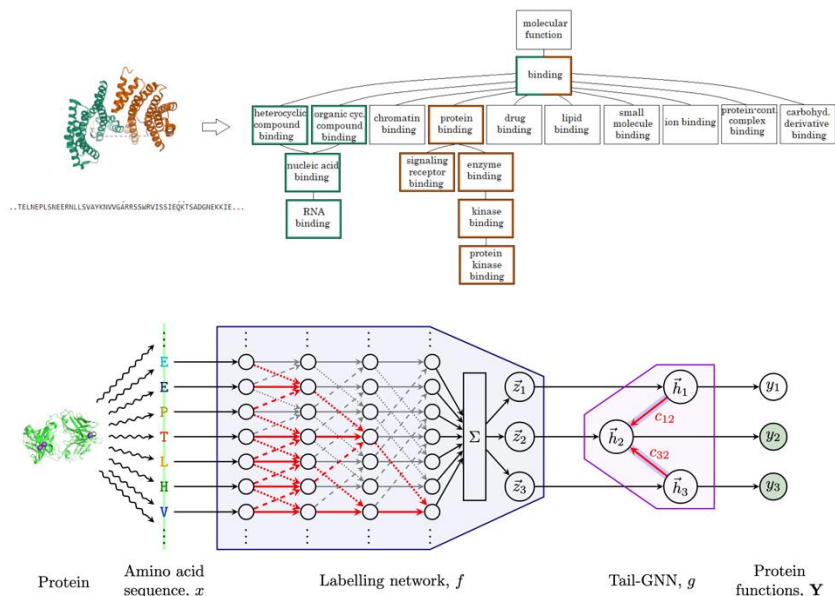 molecular
function
binding
heterocyclic
compound
binding
organic cyc.
compound
binding
chromatin
binding
protein
binding
drug
binding
lipid
binding
small
molecule
binding
ion binding
protein-cont.
complex
binding
carbohyd.
derivative
binding
nucleic acid
binding
signaling
receptor
binding
enzyme
binding
RNA
binding
kinase
binding
protein
kinase
binding
..TELNEPLSNEERNLLSVAYKNVVGARRSSWRVISSIEQKTSADGNEKKIE...
E
E
P
T
L
H
V
Σ
z⃗1
z⃗2
z⃗3
h⃗1
c12
h⃗2
c32
h⃗3
y1
y2
y3
Protein
Amino acid
sequence, x
Labelling network, f
Tail-GNN, g
Protein
functions, Y